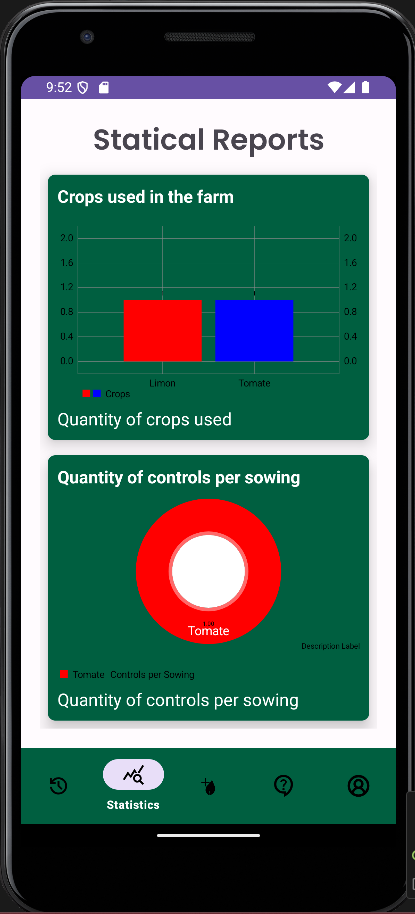 9:52
Statical Reports
Crops used in the farm
2.0 2.0
1.6 1.6
1.2 1.2
0.8 0.8
0.4 0.4
0.0 0.0
Limon Tomate
Crops
Quantity of crops used
Quantity of controls per sowing
Tomate
Description Label
Tomate Controls per Sowing
Quantity of controls per sowing
Statistics